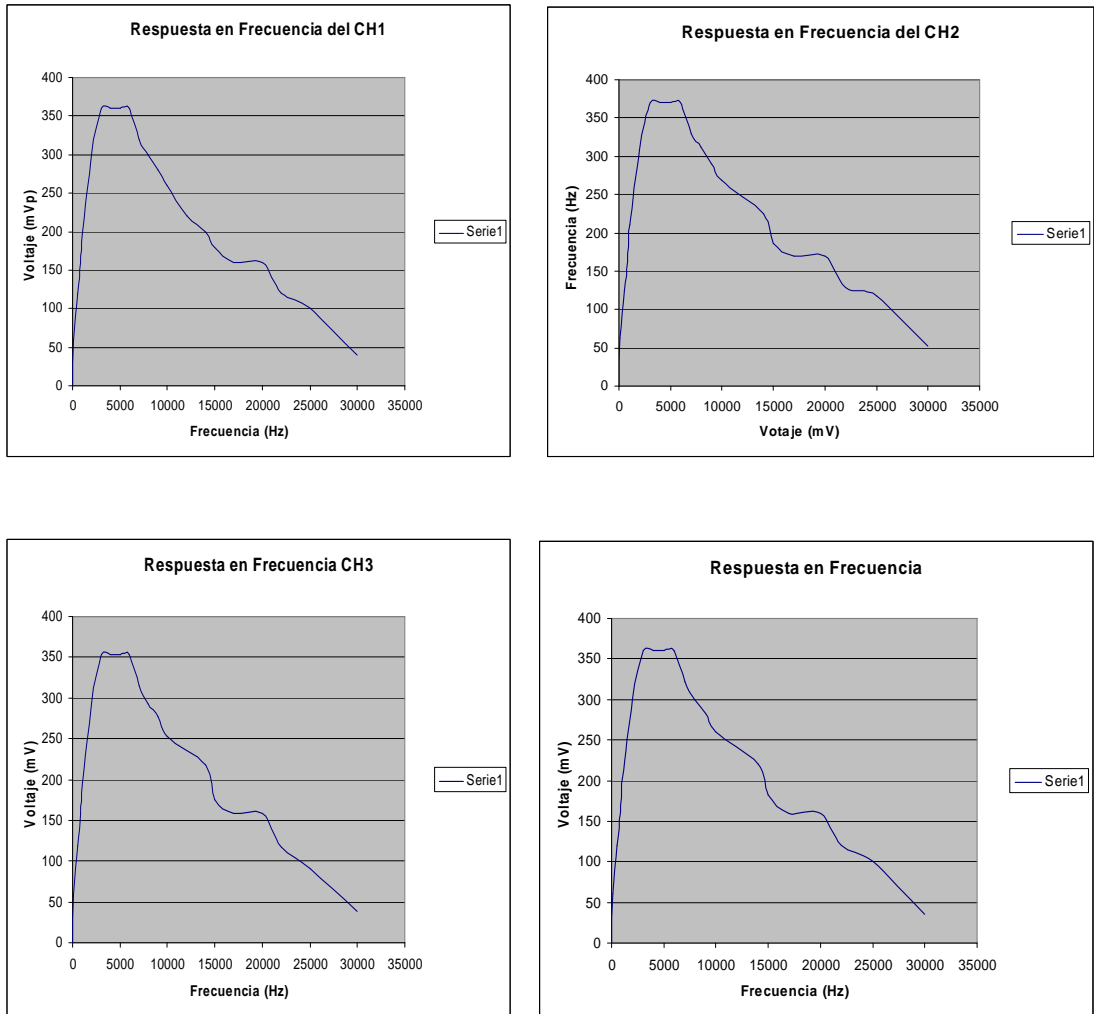 Respuesta en Frecuencia del CH1
400
350
300
250
200
150
100
50
0
Voltaje (mVp)
0 5000 10000 15000 20000 25000 30000 35000
Frecuencia (Hz)
Serie1
Respuesta en Frecuencia del CH2
400
350
300
250
200
150
100
50
0
Frecuencia (Hz)
0 5000 10000 15000 20000 25000 30000 35000
Votaje (mV)
Serie1
Respuesta en Frecuencia CH3
400
350
300
250
200
150
100
50
0
Voltaje (mV)
0 5000 10000 15000 20000 25000 30000 35000
Frecuencia (Hz)
Serie1
Respuesta en Frecuencia
400
350
300
250
200
150
100
50
0
Voltaje (mV)
0 5000 10000 15000 20000 25000 30000 35000
Frecuencia (Hz)
Serie1